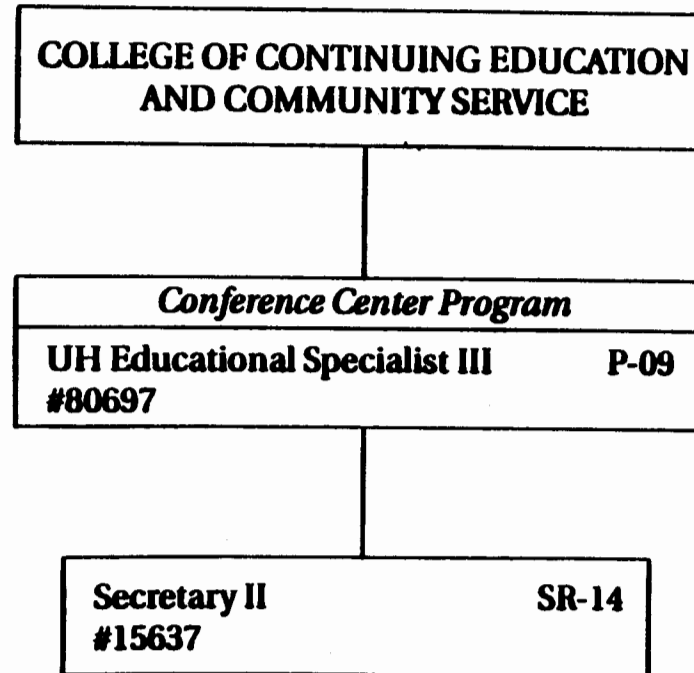 COLLEGE OF CONTINUING EDUCATION
AND COMMUNITY SERVICE
Conference Center Program
UH Educational Specialist III P-09
#80697
Secretary II SR-14
#15637